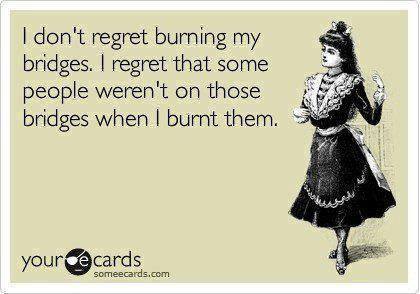 I don't regret burning my
bridges. I regret that some
people weren't on those
bridges when I burnt them.
your e cards
someecards.com